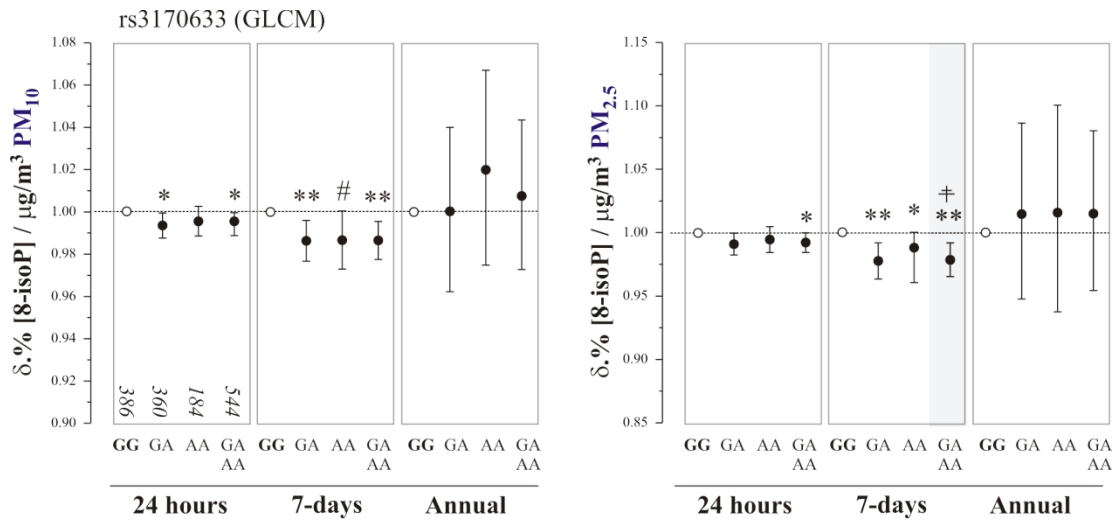 rs3170633 (GLCM)
δ.% [8-isoP] / μg/m³ PM₁₀
1.08
1.06
1.04
1.02
1.00
0.98
0.96
0.94
0.92
0.90
* *
** # **
386 360 184 544
GG GA AA GA AA
GG GA AA GA AA
GG GA AA GA AA
24 hours 7-days Annual
δ.% [8-isoP] / μg/m³ PM₂.₅
1.15
1.10
1.05
1.00
0.95
0.90
0.85
*
** * ‡ **
GG GA AA GA AA
GG GA AA GA AA
GG GA AA GA AA
24 hours 7-days Annual